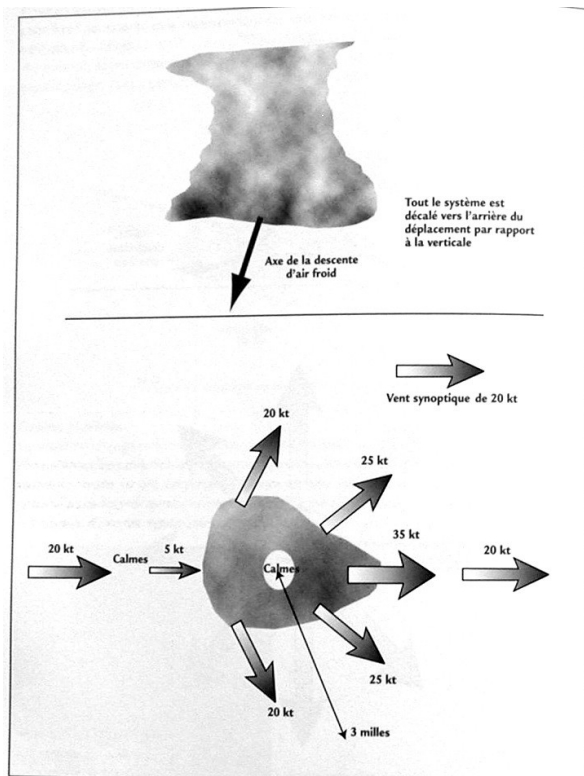 Tout le système est
décalé vers l'arrière du
déplacement par rapport
à la verticale
Axe de la descente
d'air froid
Vent synoptique de 20 kt
20 kt
25 kt
35 kt
20 kt
Calmes
5 kt
20 kt
Calmes
25 kt
20 kt
3 milles